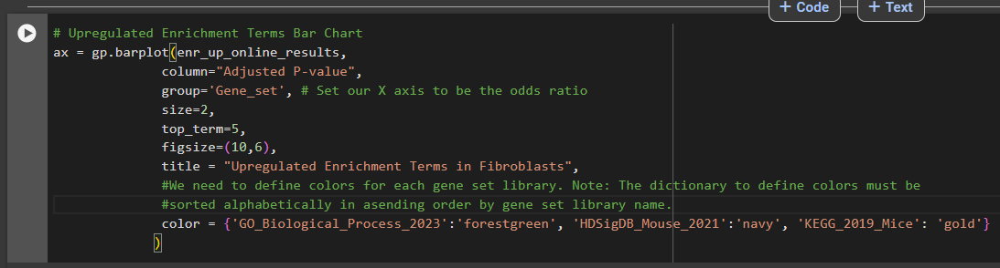 + Code + Text
# Upregulated Enrichment Terms Bar Chart
ax = gp.barplot(enr_up_online_results,
column="Adjusted P-value",
group='Gene_set', # Set our X axis to be the odds ratio
size=2,
top_term=5,
figsize=(10,6),
title = "Upregulated Enrichment Terms in Fibroblasts",
#We need to define colors for each gene set library. Note: The dictionary to define colors must be
#sorted alphabetically in asending order by gene set library name.
color = {'GO_Biological_Process_2023':'forestgreen', 'HDSigDB_Mouse_2021':'navy', 'KEGG_2019_Mice': 'gold'}
)